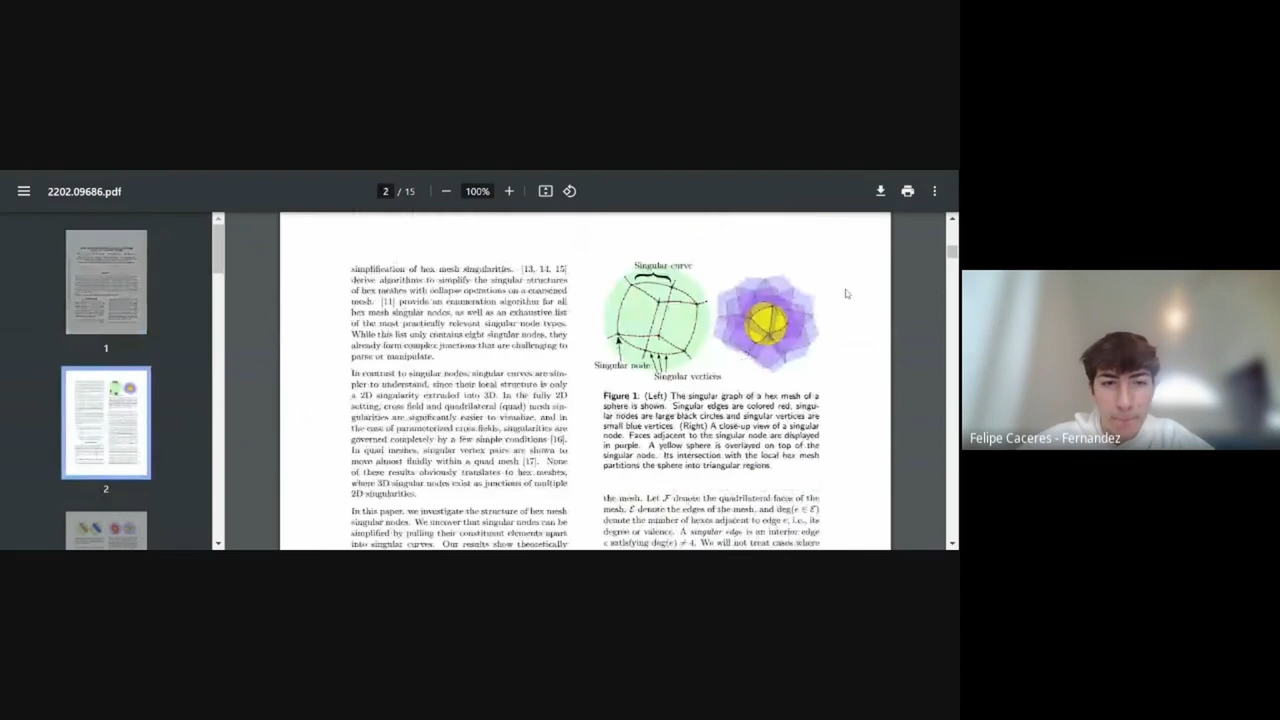 2202.09686.pdf
2 / 15
100%
1
2
simplification of hex mesh singularities. [13, 14, 15]
derive algorithms to simplify the singular structures
of hex meshes with collapse operations on a coarsened
mesh. [11] provide an enumeration algorithm for all
hex mesh singular nodes, as well as an exhaustive list
of the most practically relevant singular node types.
While this list only contains eight singular nodes, they
already form complex junctions that are challenging to
parse or manipulate.
In contrast to singular nodes, singular curves are sim-
pler to understand, since their local structure is only
a 2D singularity extruded into 3D. In the fully 2D
setting, cross field and quadrilateral (quad) mesh sin-
gularities are significantly easier to visualize, and in
the case of parameterized cross fields, singularities are
governed completely by a few simple conditions [16].
In quad meshes, singular vertex pairs are shown to
move almost fluidly within a quad mesh [17]. None
of these results obviously translates to hex meshes,
where 3D singular nodes exist as junctions of multiple
2D singularities.
In this paper, we investigate the structure of hex mesh
singular nodes. We uncover that singular nodes can be
simplified by pulling their constituent elements apart
into singular curves. Our results show theoretically
Singular curve
Singular node
Singular vertices
Figure 1: (Left) The singular graph of a hex mesh of a
sphere is shown. Singular edges are colored red, singu-
lar nodes are large black circles and singular vertices are
small blue vertices. (Right) A close-up view of a singular
node. Faces adjacent to the singular node are displayed
in purple. A yellow sphere is overlayed on top of the
singular node. Its intersection with the local hex mesh
partitions the sphere into triangular regions.
the mesh. Let F denote the quadrilateral faces of the
mesh, E denote the edges of the mesh, and deg(e ∈ E)
denote the number of hexes adjacent to edge e, i.e., its
degree or valence. A singular edge is an interior edge
e satisfying deg(e) ≠ 4. We will not treat cases where
Felipe Caceres - Fernandez